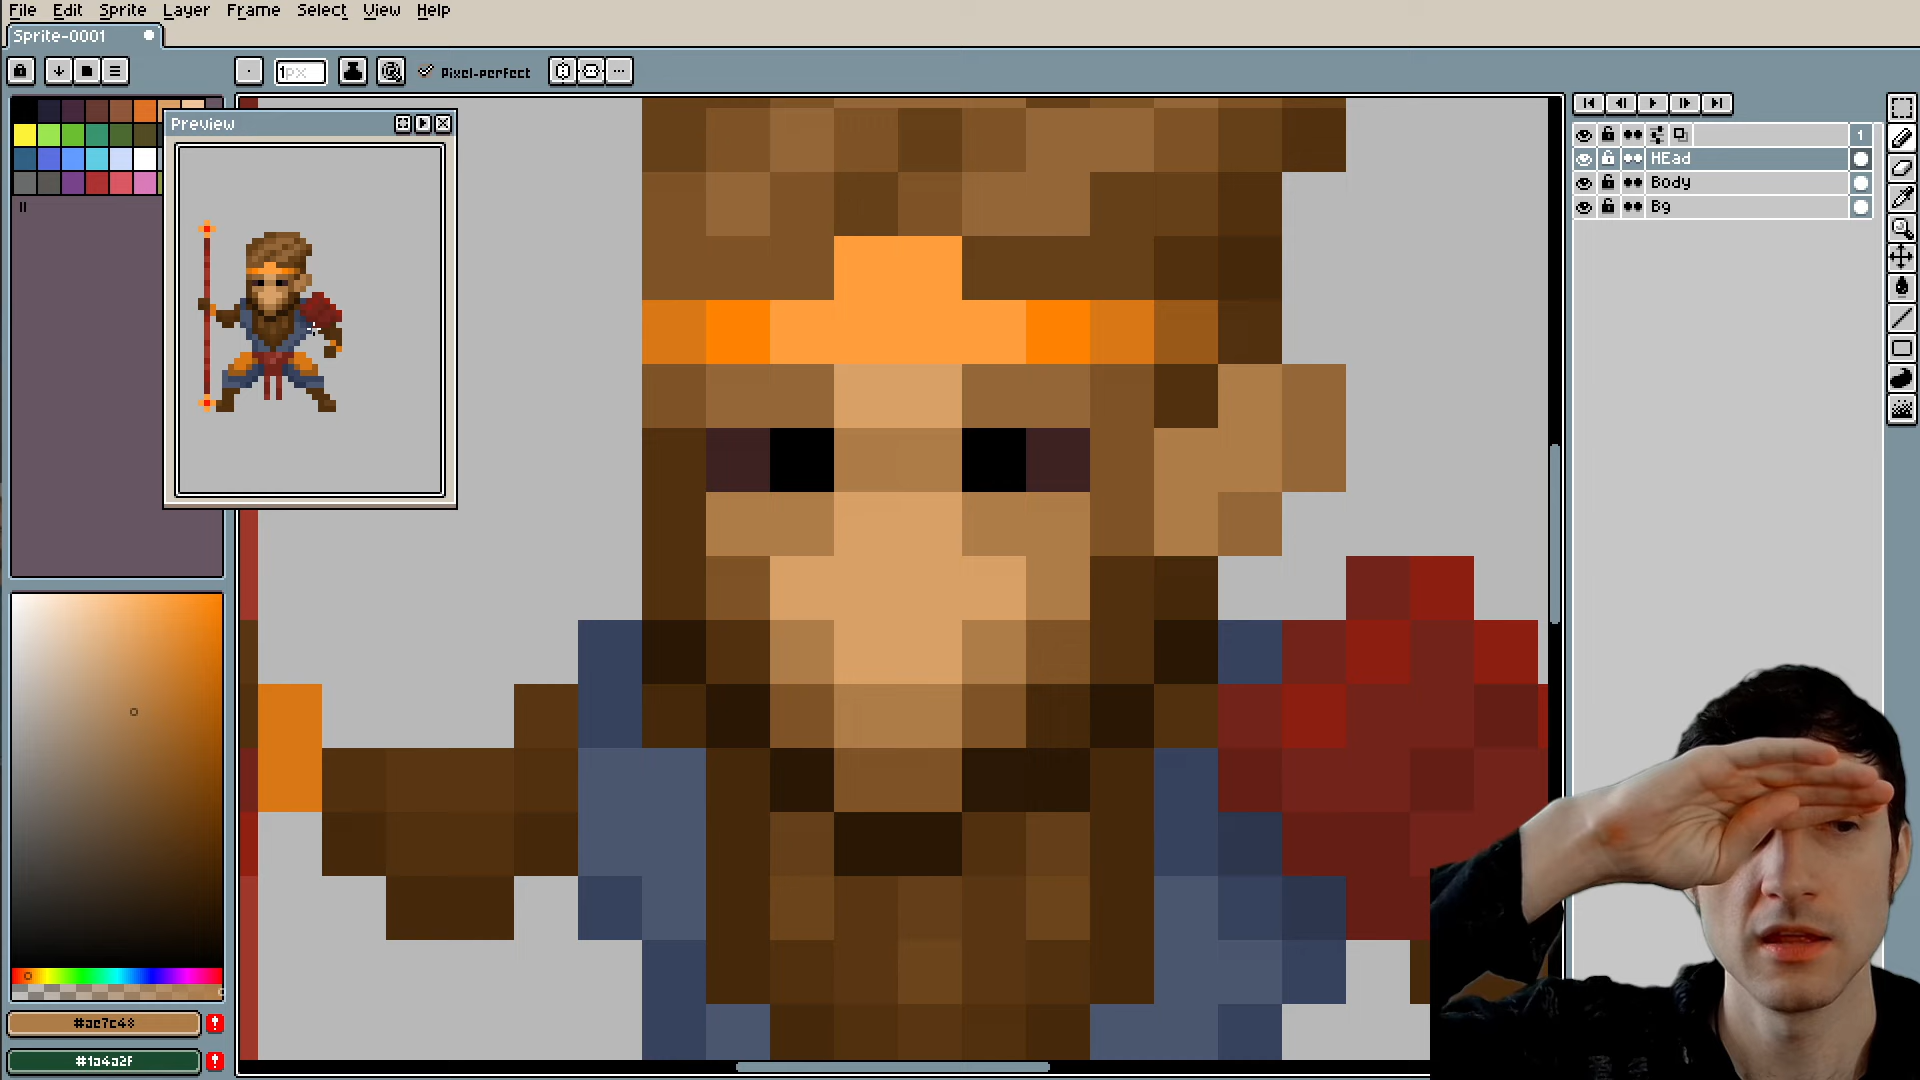 File Edit Sprite Layer Frame Select View Help
Sprite-0001
1px Pixel-perfect
Preview
1
HEad
Body
Bg
#ae7c48
#1a4a2f